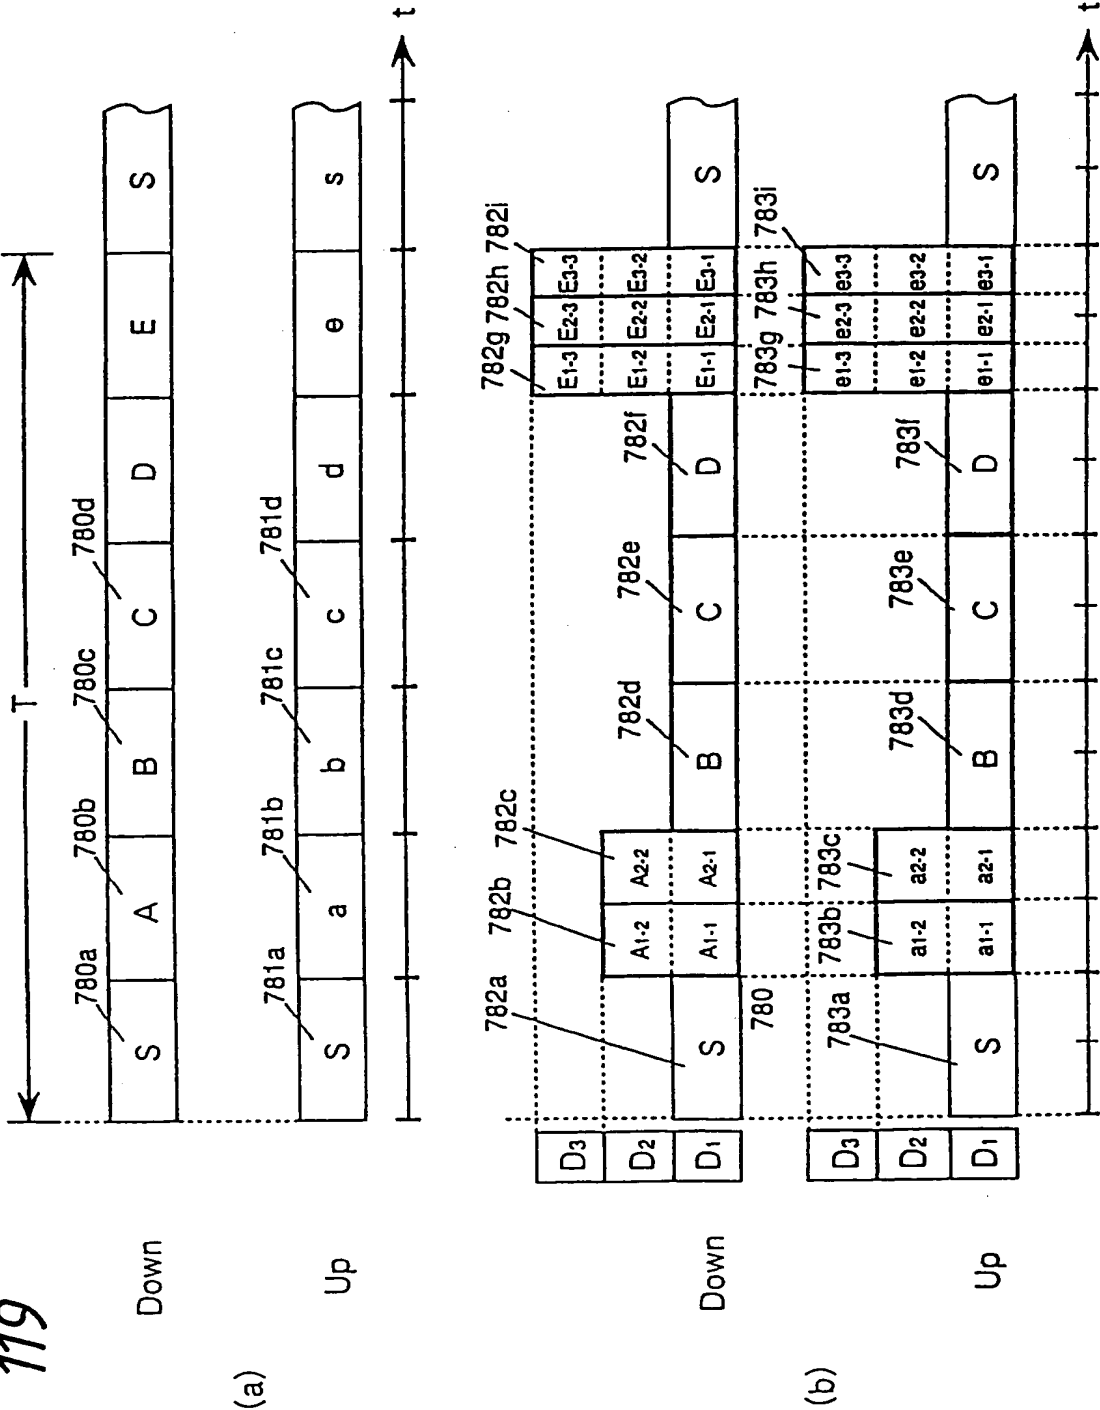 119
(a)
T
780a 780b 780c 780d
Down S A B C D E S
781a 781b 781c 781d
Up S a b c d e s
t
(b)
782a 782b 782c 782d 782e 782f 782g 782h 782i
D3 E1-3 E2-3 E3-3
D2 A1-2 A2-2 E1-2 E2-2 E3-2
Down D1 S A1-1 A2-1 B C D E1-1 E2-1 E3-1 S
780
783a 783b 783c 783d 783e 783f 783g 783h 783i
D3 e1-3 e2-3 e3-3
D2 a1-2 a2-2 e1-2 e2-2 e3-2
Up D1 S a1-1 a2-1 B C D e1-1 e2-1 e3-1 S
t